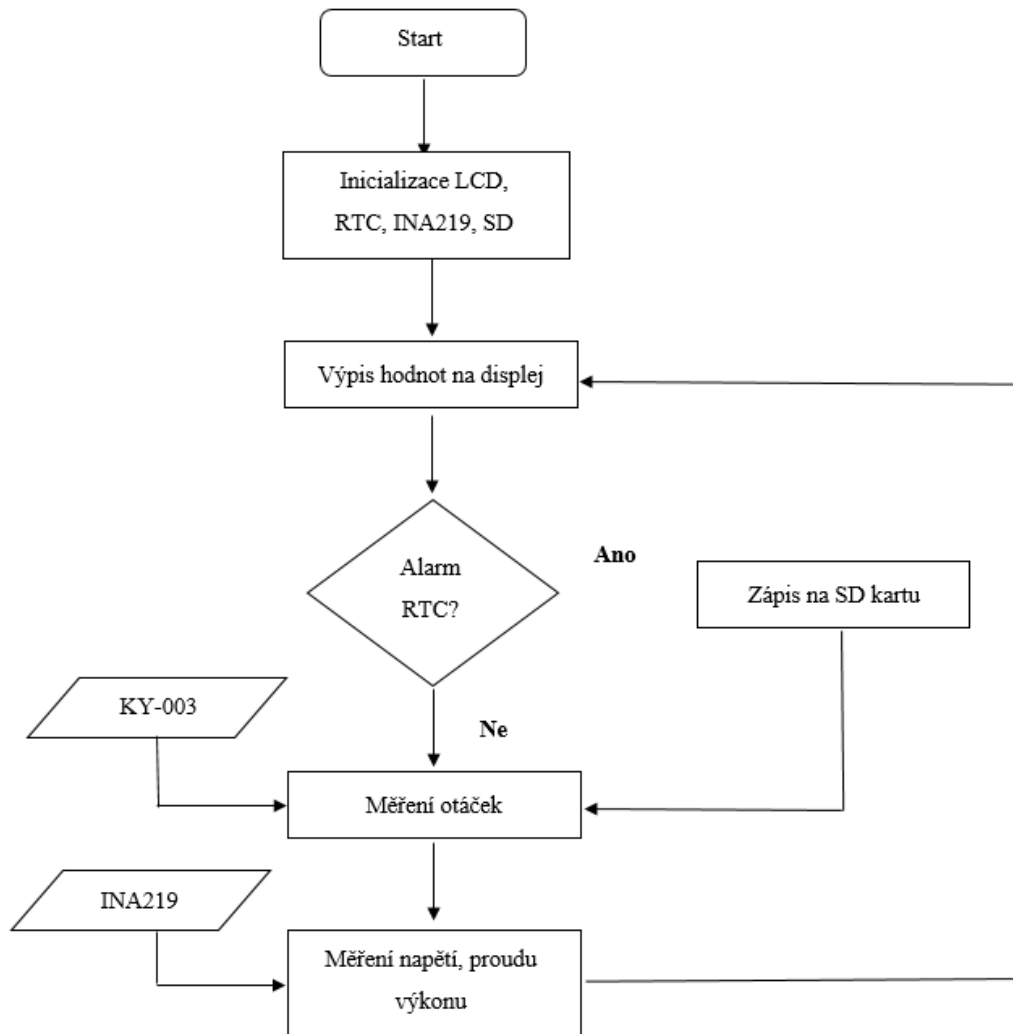 Start
Inicializace LCD,
RTC, INA219, SD
Výpis hodnot na displej
Alarm
RTC?
Ano
Zápis na SD kartu
KY-003
Ne
Měření otáček
INA219
Měření napětí, proudu
výkonu